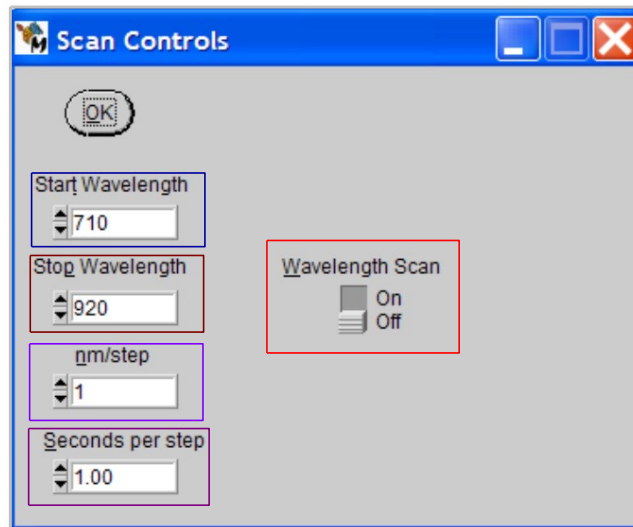 Scan Controls
OK
Start Wavelength
710
Stop Wavelength
920
Wavelength Scan
On
Off
nm/step
1
Seconds per step
1.00